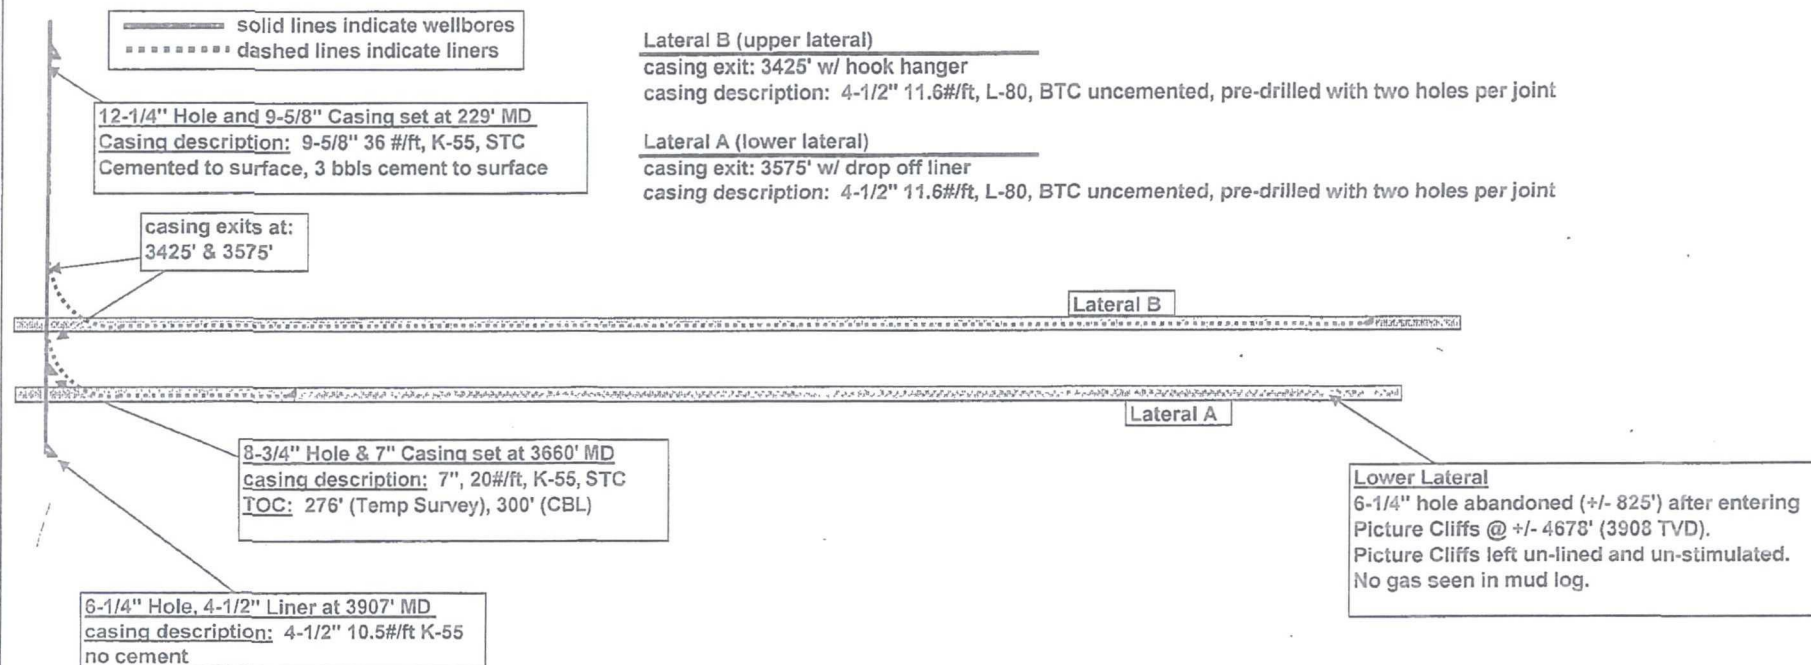 solid lines indicate wellbores
dashed lines indicate liners
Lateral B (upper lateral)
casing exit: 3425' w/ hook hanger
casing description: 4-1/2" 11.6#/ft, L-80, BTC uncemented, pre-drilled with two holes per joint
12-1/4" Hole and 9-5/8" Casing set at 229' MD
Casing description: 9-5/8" 36 #/ft, K-55, STC
Cemented to surface, 3 bbls cement to surface
Lateral A (lower lateral)
casing exit: 3575' w/ drop off liner
casing description: 4-1/2" 11.6#/ft, L-80, BTC uncemented, pre-drilled with two holes per joint
casing exits at:
3425' & 3575'
Lateral B
Lateral A
8-3/4" Hole & 7" Casing set at 3660' MD
casing description: 7", 20#/ft, K-55, STC
TOC: 276' (Temp Survey), 300' (CBL)
Lower Lateral
6-1/4" hole abandoned (+/- 825') after entering
Picture Cliffs @ +/- 4678' (3908 TVD).
Picture Cliffs left un-lined and un-stimulated.
No gas seen in mud log.
6-1/4" Hole, 4-1/2" Liner at 3907' MD
casing description: 4-1/2" 10.5#/ft K-55
no cement